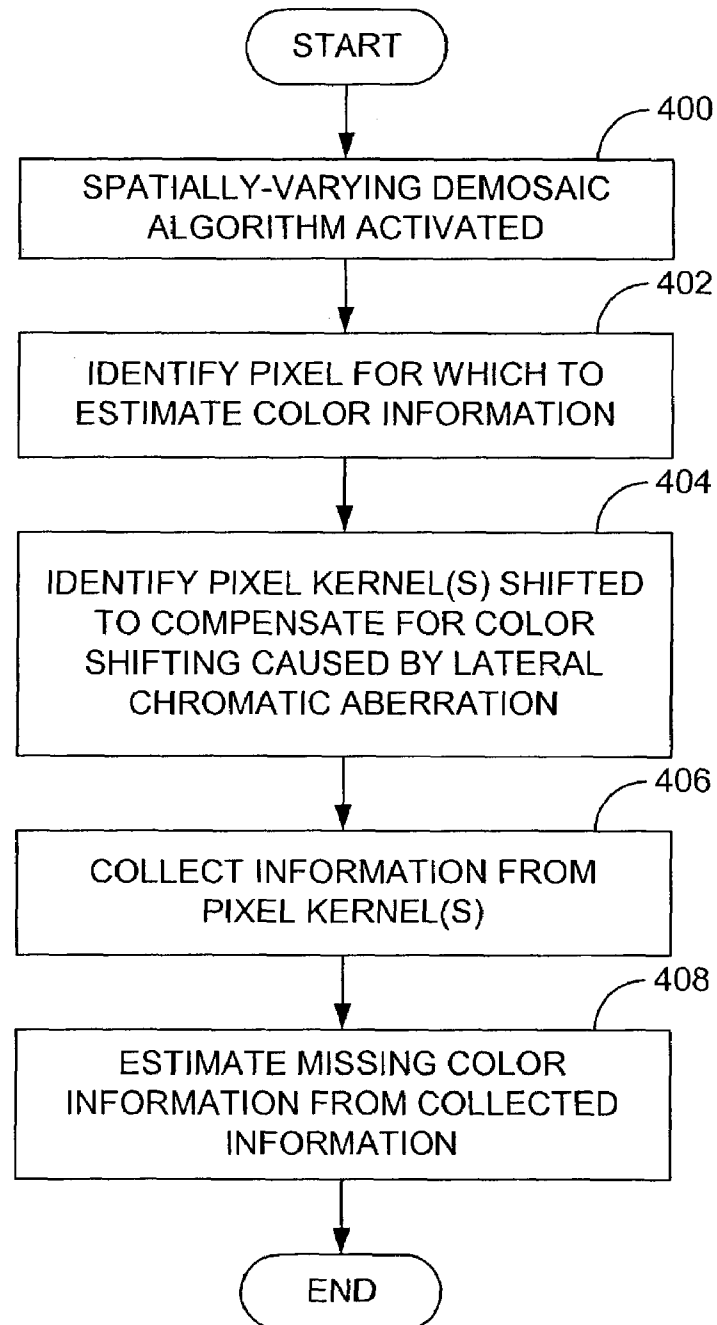 START
400
SPATIALLY-VARYING DEMOSAIC
ALGORITHM ACTIVATED
402
IDENTIFY PIXEL FOR WHICH TO
ESTIMATE COLOR INFORMATION
404
IDENTIFY PIXEL KERNEL(S) SHIFTED
TO COMPENSATE FOR COLOR
SHIFTING CAUSED BY LATERAL
CHROMATIC ABERRATION
406
COLLECT INFORMATION FROM
PIXEL KERNEL(S)
408
ESTIMATE MISSING COLOR
INFORMATION FROM COLLECTED
INFORMATION
END